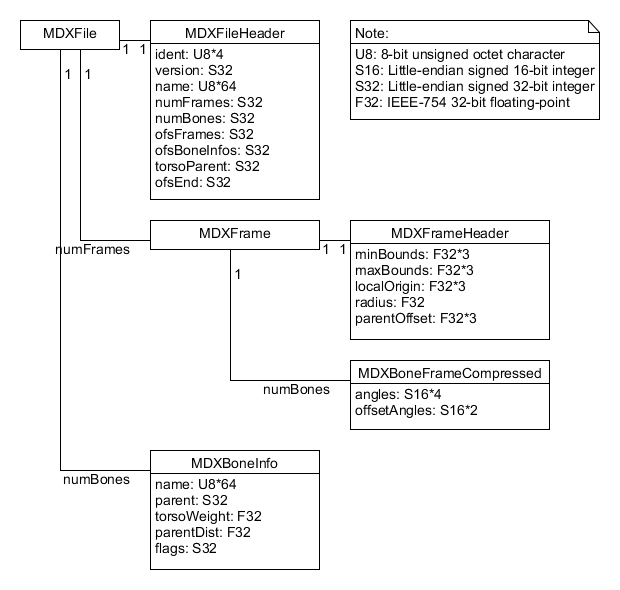 MDXFile
1
1
1
1
MDXFileHeader
ident: U8*4
version: S32
name: U8*64
numFrames: S32
numBones: S32
ofsFrames: S32
ofsBoneInfos: S32
torsoParent: S32
ofsEnd: S32
Note:
U8: 8-bit unsigned octet character
S16: Little-endian signed 16-bit integer
S32: Little-endian signed 32-bit integer
F32: IEEE-754 32-bit floating-point
numFrames
MDXFrame
1
1
1
MDXFrameHeader
minBounds: F32*3
maxBounds: F32*3
localOrigin: F32*3
radius: F32
parentOffset: F32*3
numBones
MDXBoneFrameCompressed
angles: S16*4
offsetAngles: S16*2
numBones
MDXBoneInfo
name: U8*64
parent: S32
torsoWeight: F32
parentDist: F32
flags: S32